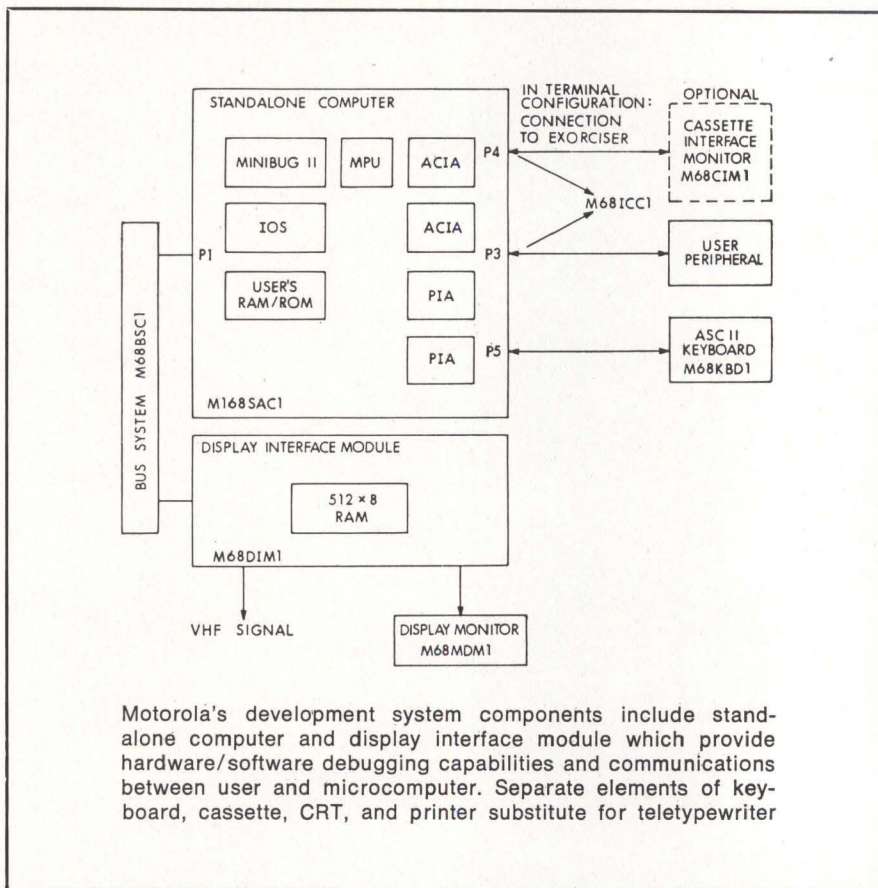 STANDALONE COMPUTER
MINIBUG II
MPU
ACIA
IOS
ACIA
USER'S
RAM/ROM
PIA
PIA
P1
P4
P3
P5
M168SAC1
IN TERMINAL
CONFIGURATION:
CONNECTION
TO EXORCISER
M68ICC1
OPTIONAL
CASSETTE
INTERFACE
MONITOR
M68CIM1
USER
PERIPHERAL
ASC II
KEYBOARD
M68KBD1
BUS SYSTEM M68BSC1
DISPLAY INTERFACE MODULE
512 × 8
RAM
M68DIM1
VHF SIGNAL
DISPLAY MONITOR
M68MDM1
Motorola's development system components include stand-
alone computer and display interface module which provide
hardware/software debugging capabilities and communications
between user and microcomputer. Separate elements of key-
board, cassette, CRT, and printer substitute for teletypewriter